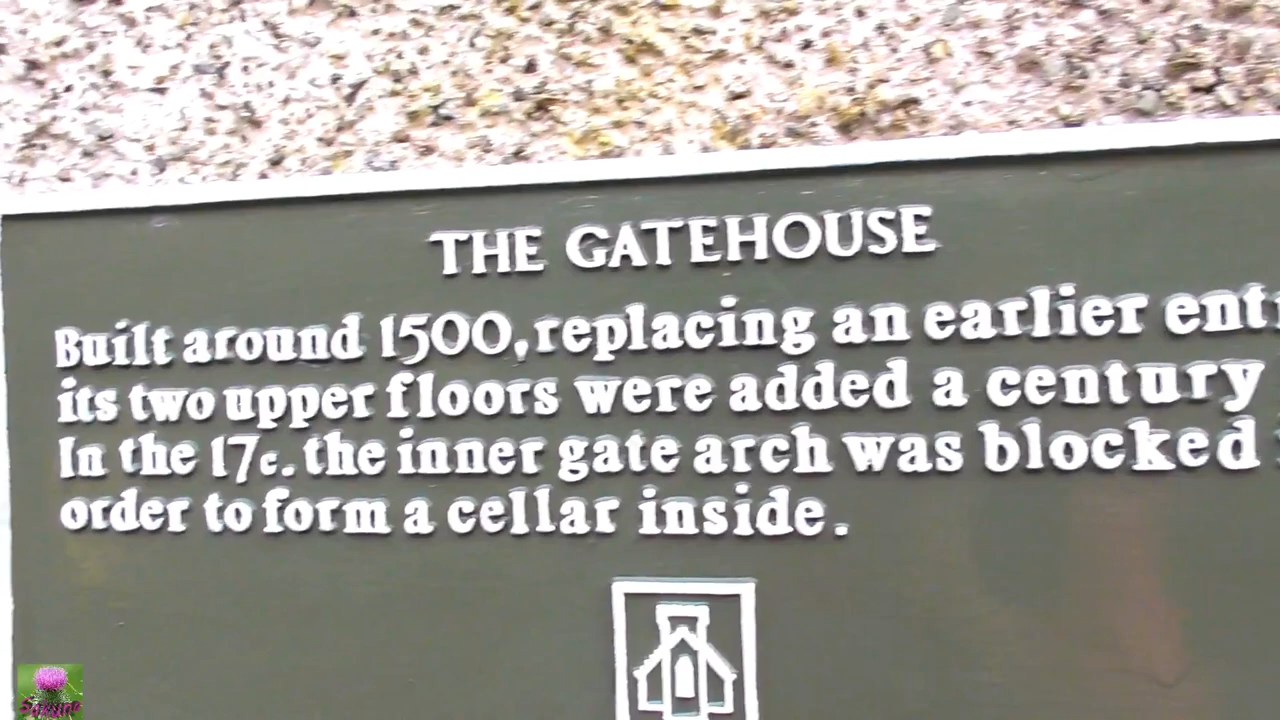 THE GATEHOUSE
Built around 1500, replacing an earlier
its two upper floors were added a century
In the 17c. the inner gate arch was blocked
order to form a cellar inside.
Sakuna